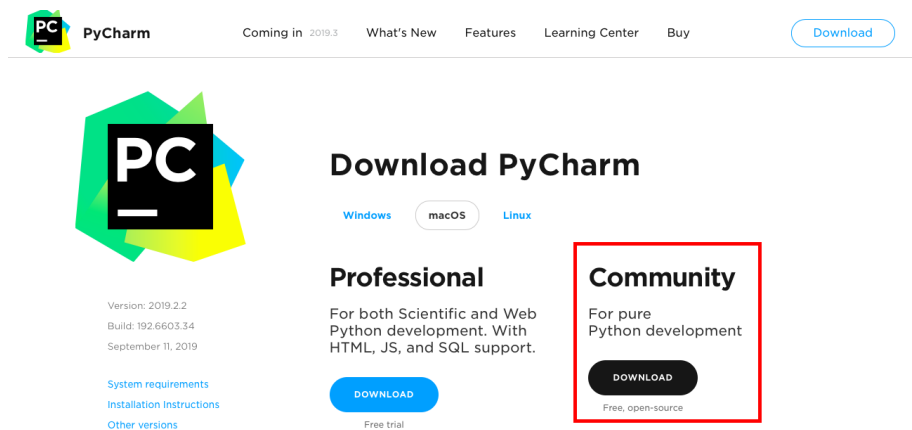 PC PyCharm Coming in 2019.3 What's New Features Learning Center Buy Download
PC
Download PyCharm
Windows macOS Linux
Professional
For both Scientific and Web
Python development. With
HTML, JS, and SQL support.
DOWNLOAD
Free trial
Community
For pure
Python development
DOWNLOAD
Free, open-source
Version: 2019.2.2
Build: 192.6603.34
September 11, 2019
System requirements
Installation Instructions
Other versions